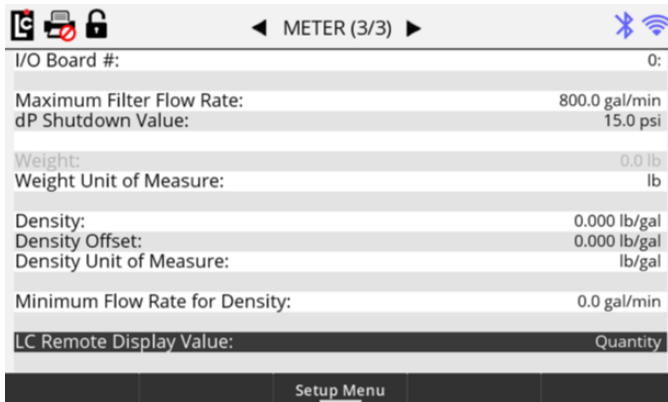 LC
METER (3/3)
I/O Board #: 0:
Maximum Filter Flow Rate: 800.0 gal/min
dP Shutdown Value: 15.0 psi
Weight: 0.0 lb
Weight Unit of Measure: lb
Density: 0.000 lb/gal
Density Offset: 0.000 lb/gal
Density Unit of Measure: lb/gal
Minimum Flow Rate for Density: 0.0 gal/min
LC Remote Display Value: Quantity
Setup Menu